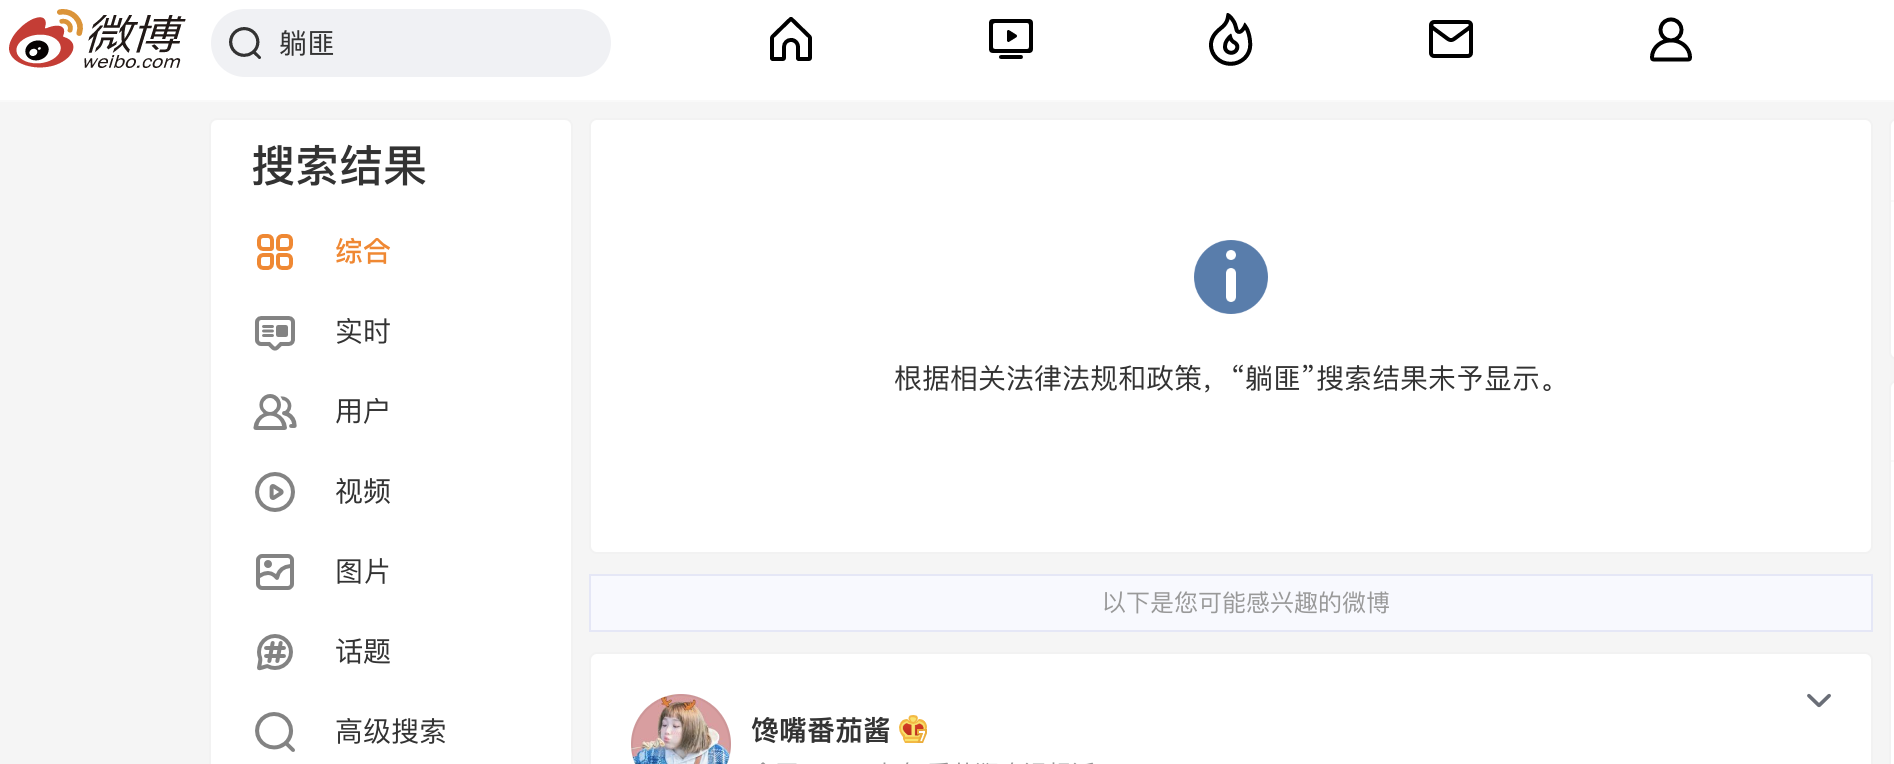 微博
weibo.com
躺匪
搜索结果
综合
实时
用户
视频
图片
话题
高级搜索
根据相关法律法规和政策，“躺匪”搜索结果未予显示。
以下是您可能感兴趣的微博
馋嘴番茄酱